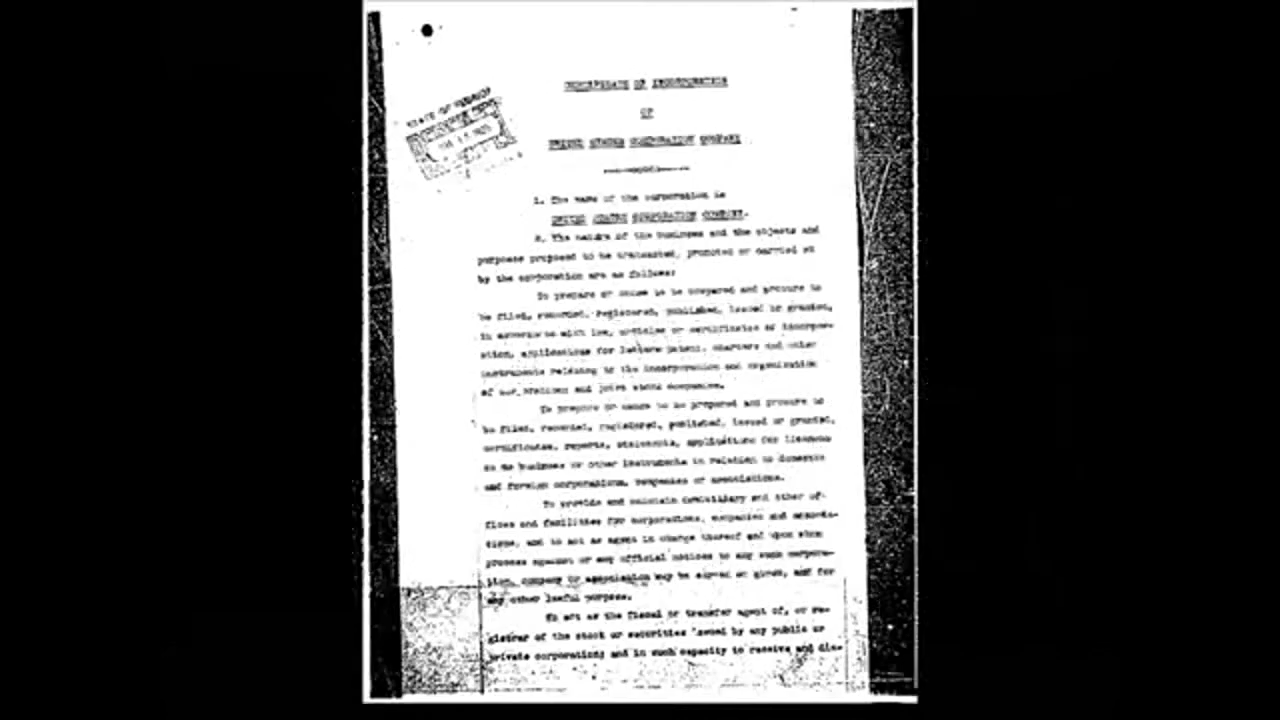 CERTIFICATE OF INCORPORATION
OF
UNITED STATES CORPORATION COMPANY
STATE OF
1. The name of the corporation is
UNITED STATES CORPORATION COMPANY.
2. The nature of the business and the objects and
purposes proposed to be transacted, promoted or carried
by the corporation are as follows:
To prepare or cause to be prepared and procure to
be filed, recorded, registered, published, issued or granted,
in accordance with law, articles or certificates of incorpor-
ation, applications for letters patent, charters and other
instruments relating to the incorporation and organization
of corporations and joint stock companies.
To prepare or cause to be prepared and procure to
be filed, recorded, registered, published, issued or granted,
certificates, reports, statements, applications for licenses
to do business or other instruments in relation to domestic
and foreign corporations, companies or associations.
To provide and maintain domiciliary and other of-
fices and facilities for corporations, companies and associa-
tions, and to act as agent in charge thereof and upon whom
process against or any official notices to any such corpora-
tion, company or association may be served or given, and for
any other lawful purpose.
To act as the fiscal or transfer agent of, or re-
gistrar of the stock or securities issued by any public or
private corporation; and in such capacity to receive and dis-